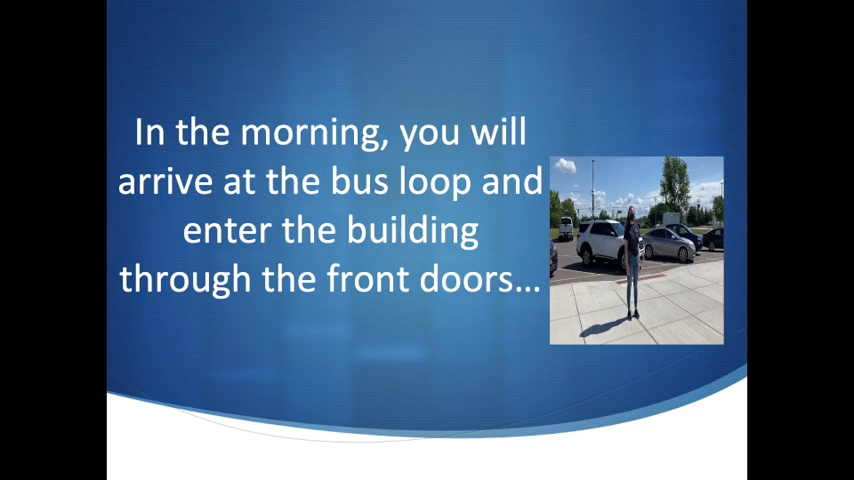 In the morning, you will
arrive at the bus loop and
enter the building
through the front doors...